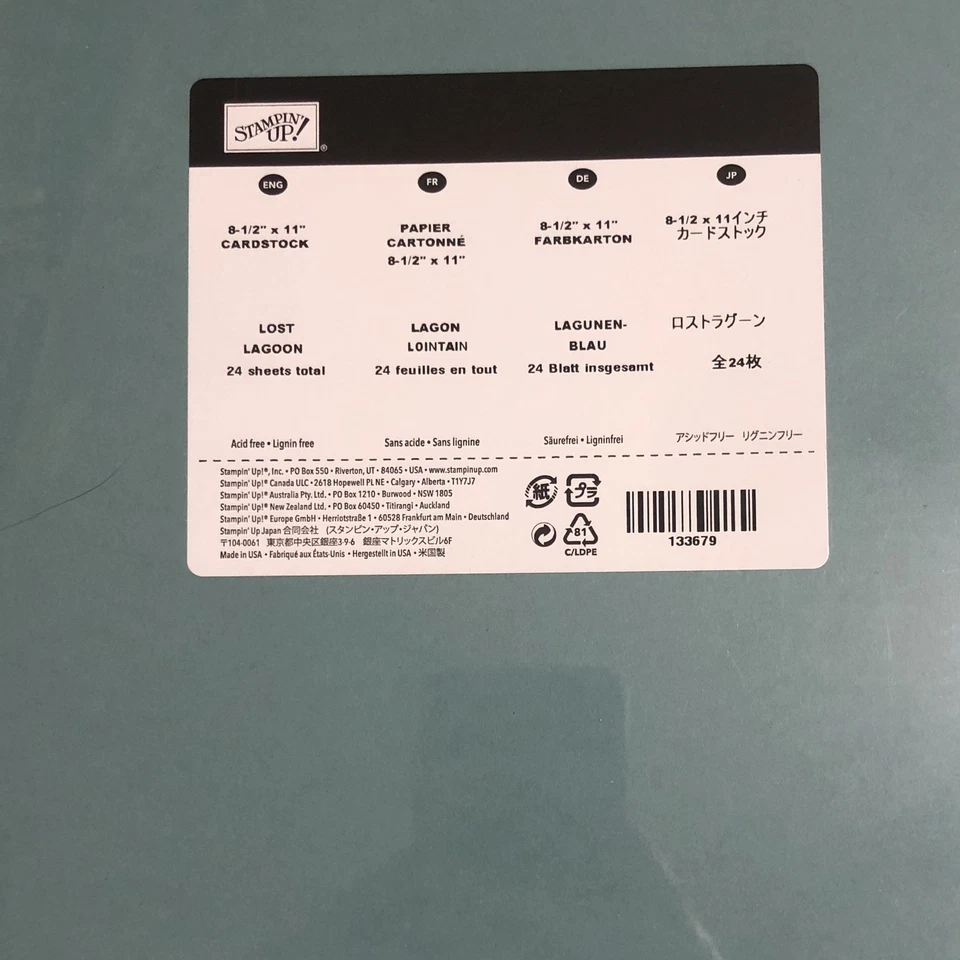 STAMPIN' UP!®
ENG
8-1/2" x 11"
CARDSTOCK
LOST
LAGOON
24 sheets total
Acid free • Lignin free
FR
PAPIER
CARTONNÉ
8-1/2" x 11"
LAGON
LOINTAIN
24 feuilles en tout
Sans acide • Sans lignine
DE
8-1/2" x 11"
FARBKARTON
LAGUNEN-
BLAU
24 Blatt insgesamt
Säurefrei • Ligninfrei
JP
8-1/2 x 11インチ
カードストック
ロストラグーン
全24枚
アシッドフリー リグニンフリー
Stampin' Up!®, Inc. • PO Box 550 • Riverton, UT • 84065 • USA • www.stampinup.com
Stampin' Up!® Canada ULC • 2618 Hopewell PL NE • Calgary • Alberta • T1Y7J7
Stampin' Up!® Australia Pty. Ltd. • PO Box 1210 • Burwood • NSW 1805
Stampin' Up!® New Zealand Ltd. • PO Box 60450 • Titirangi • Auckland
Stampin' Up!® Europe GmbH • Herriotstraße 1 • 60528 Frankfurt am Main • Deutschland
Stampin' Up Japan 合同会社 (スタンピン・アップ・ジャパン)
〒104-0061 東京都中央区銀座3-9-6 銀座マトリックスビル6F
Made in USA • Fabriqué aux États-Unis • Hergestellt in USA • 米国製
紙
プラ
81
C/LDPE
133679